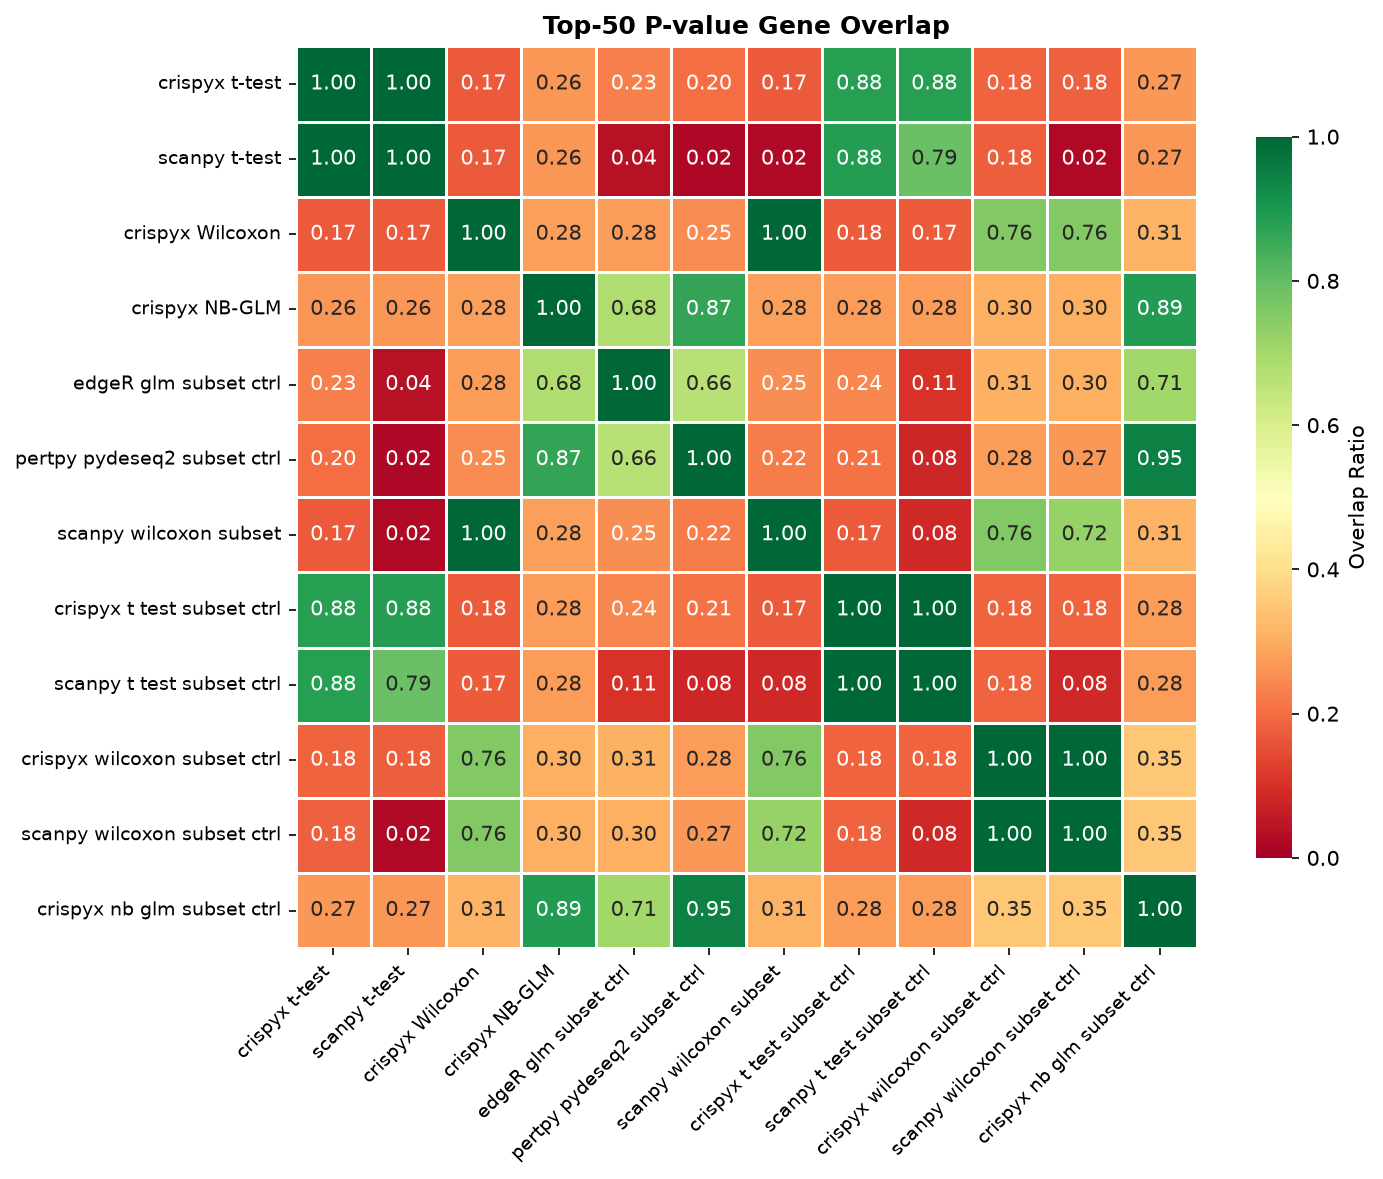 Top-50 P-value Gene Overlap
crispyx t-test 1.00 1.00 0.17 0.26 0.23 0.20 0.17 0.88 0.88 0.18 0.18 0.27
scanpy t-test 1.00 1.00 0.17 0.26 0.04 0.02 0.02 0.88 0.79 0.18 0.02 0.27
crispyx Wilcoxon 0.17 0.17 1.00 0.28 0.28 0.25 1.00 0.18 0.17 0.76 0.76 0.31
crispyx NB-GLM 0.26 0.26 0.28 1.00 0.68 0.87 0.28 0.28 0.28 0.30 0.30 0.89
edgeR glm subset ctrl 0.23 0.04 0.28 0.68 1.00 0.66 0.25 0.24 0.11 0.31 0.30 0.71
pertpy pydeseq2 subset ctrl 0.20 0.02 0.25 0.87 0.66 1.00 0.22 0.21 0.08 0.28 0.27 0.95
scanpy wilcoxon subset 0.17 0.02 1.00 0.28 0.25 0.22 1.00 0.17 0.08 0.76 0.72 0.31
crispyx t test subset ctrl 0.88 0.88 0.18 0.28 0.24 0.21 0.17 1.00 1.00 0.18 0.18 0.28
scanpy t test subset ctrl 0.88 0.79 0.17 0.28 0.11 0.08 0.08 1.00 1.00 0.18 0.08 0.28
crispyx wilcoxon subset ctrl 0.18 0.18 0.76 0.30 0.31 0.28 0.76 0.18 0.18 1.00 1.00 0.35
scanpy wilcoxon subset ctrl 0.18 0.02 0.76 0.30 0.30 0.27 0.72 0.18 0.08 1.00 1.00 0.35
crispyx nb glm subset ctrl 0.27 0.27 0.31 0.89 0.71 0.95 0.31 0.28 0.28 0.35 0.35 1.00
crispyx t-test
scanpy t-test
crispyx Wilcoxon
crispyx NB-GLM
edgeR glm subset ctrl
pertpy pydeseq2 subset ctrl
scanpy wilcoxon subset
crispyx t test subset ctrl
scanpy t test subset ctrl
crispyx wilcoxon subset ctrl
scanpy wilcoxon subset ctrl
crispyx nb glm subset ctrl
1.0
0.8
0.6
0.4
0.2
0.0
Overlap Ratio